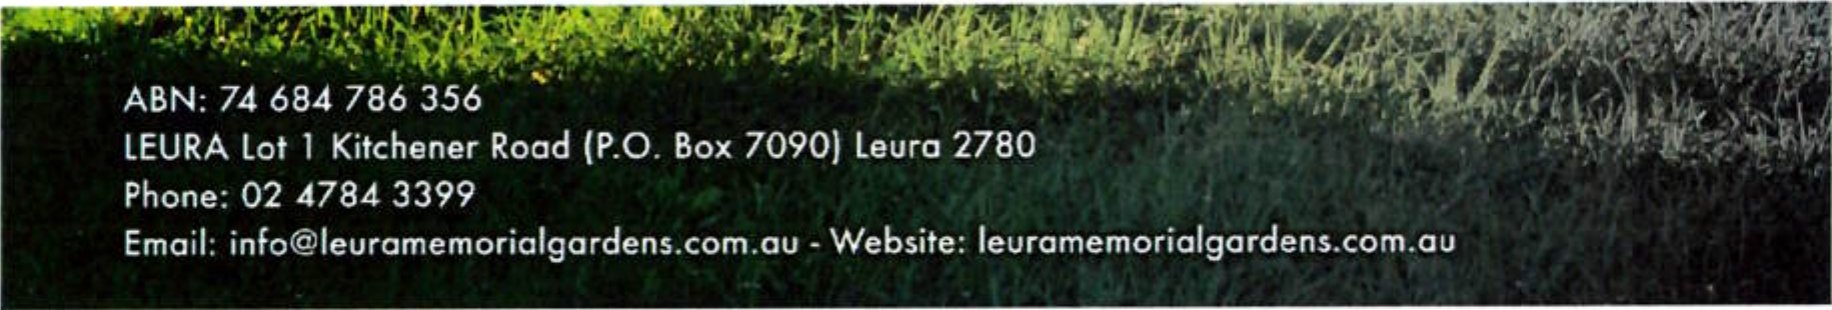 ABN: 74 684 786 356
LEURA Lot 1 Kitchener Road (P.O. Box 7090) Leura 2780
Phone: 02 4784 3399
Email: info@leuramemorialgardens.com.au - Website: leuramemorialgardens.com.au